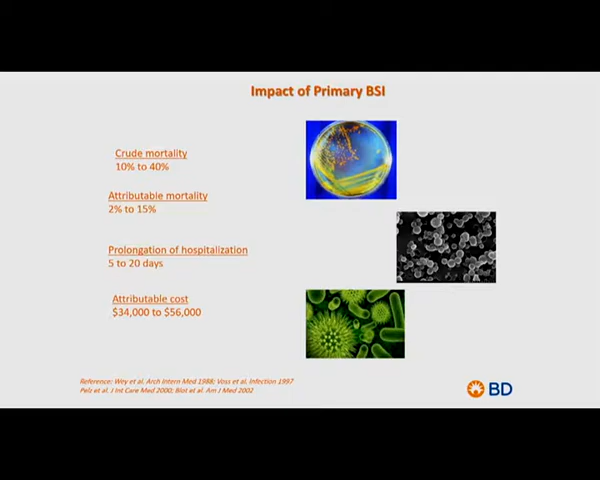 Impact of Primary BSI
Crude mortality
10% to 40%
Attributable mortality
2% to 15%
Prolongation of hospitalization
5 to 20 days
Attributable cost
$34,000 to $56,000
Reference: Wey et al. Arch Intern Med 1988; Voss et al. Infection 1997
Pelz et al. J Int Care Med 2000; Blot et al. Am J Med 2002
BD